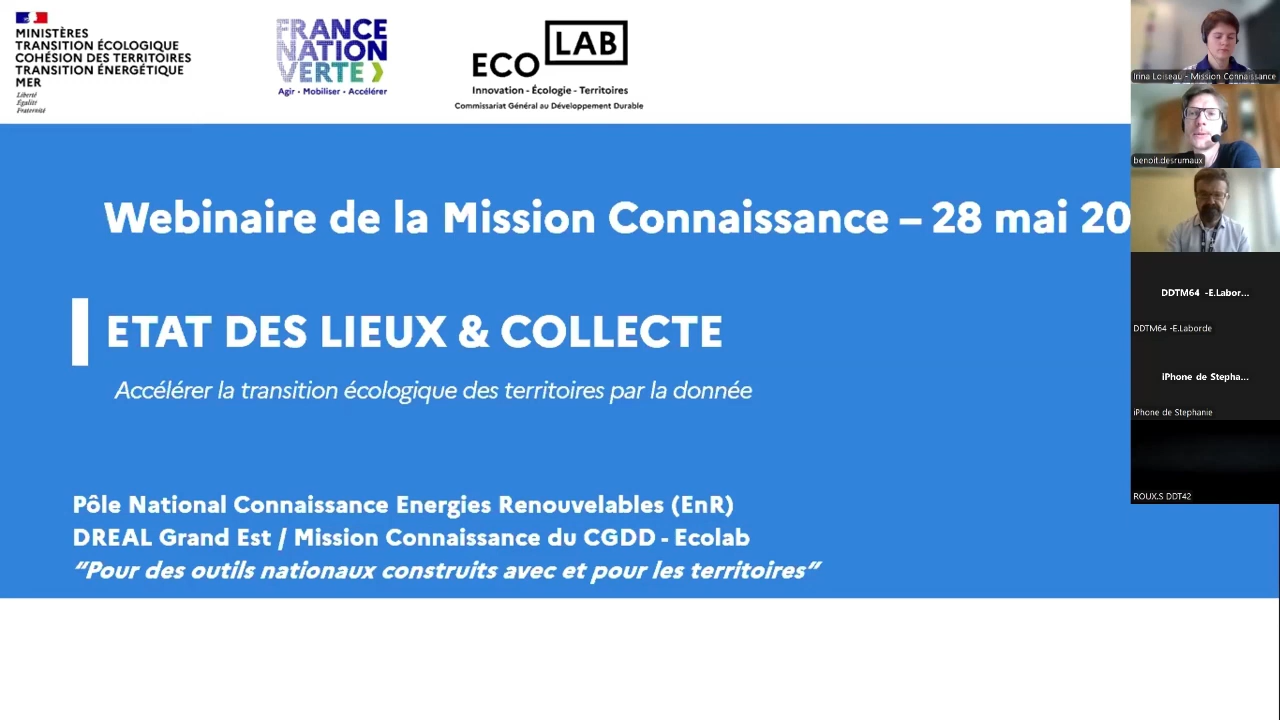 MINISTÈRES
TRANSITION ÉCOLOGIQUE
COHÉSION DES TERRITOIRES
TRANSITION ÉNERGÉTIQUE
MER
Liberté
Égalité
Fraternité
FRANCE
NATION
VERTE
Agir • Mobiliser • Accélérer
ECO LAB
Innovation - Écologie - Territoires
Commissariat Général au Développement Durable
Webinaire de la Mission Connaissance – 28 mai 20
ETAT DES LIEUX & COLLECTE
Accélérer la transition écologique des territoires par la donnée
Pôle National Connaissance Energies Renouvelables (EnR)
DREAL Grand Est / Mission Connaissance du CGDD - Ecolab
“Pour des outils nationaux construits avec et pour les territoires”
Irina Loiseau - Mission Connaissance
benoit.desrumaux
DDTM64 -E.Labor...
DDTM64 -E.Laborde
iPhone de Stepha...
iPhone de Stephanie
ROUX.S DDT42